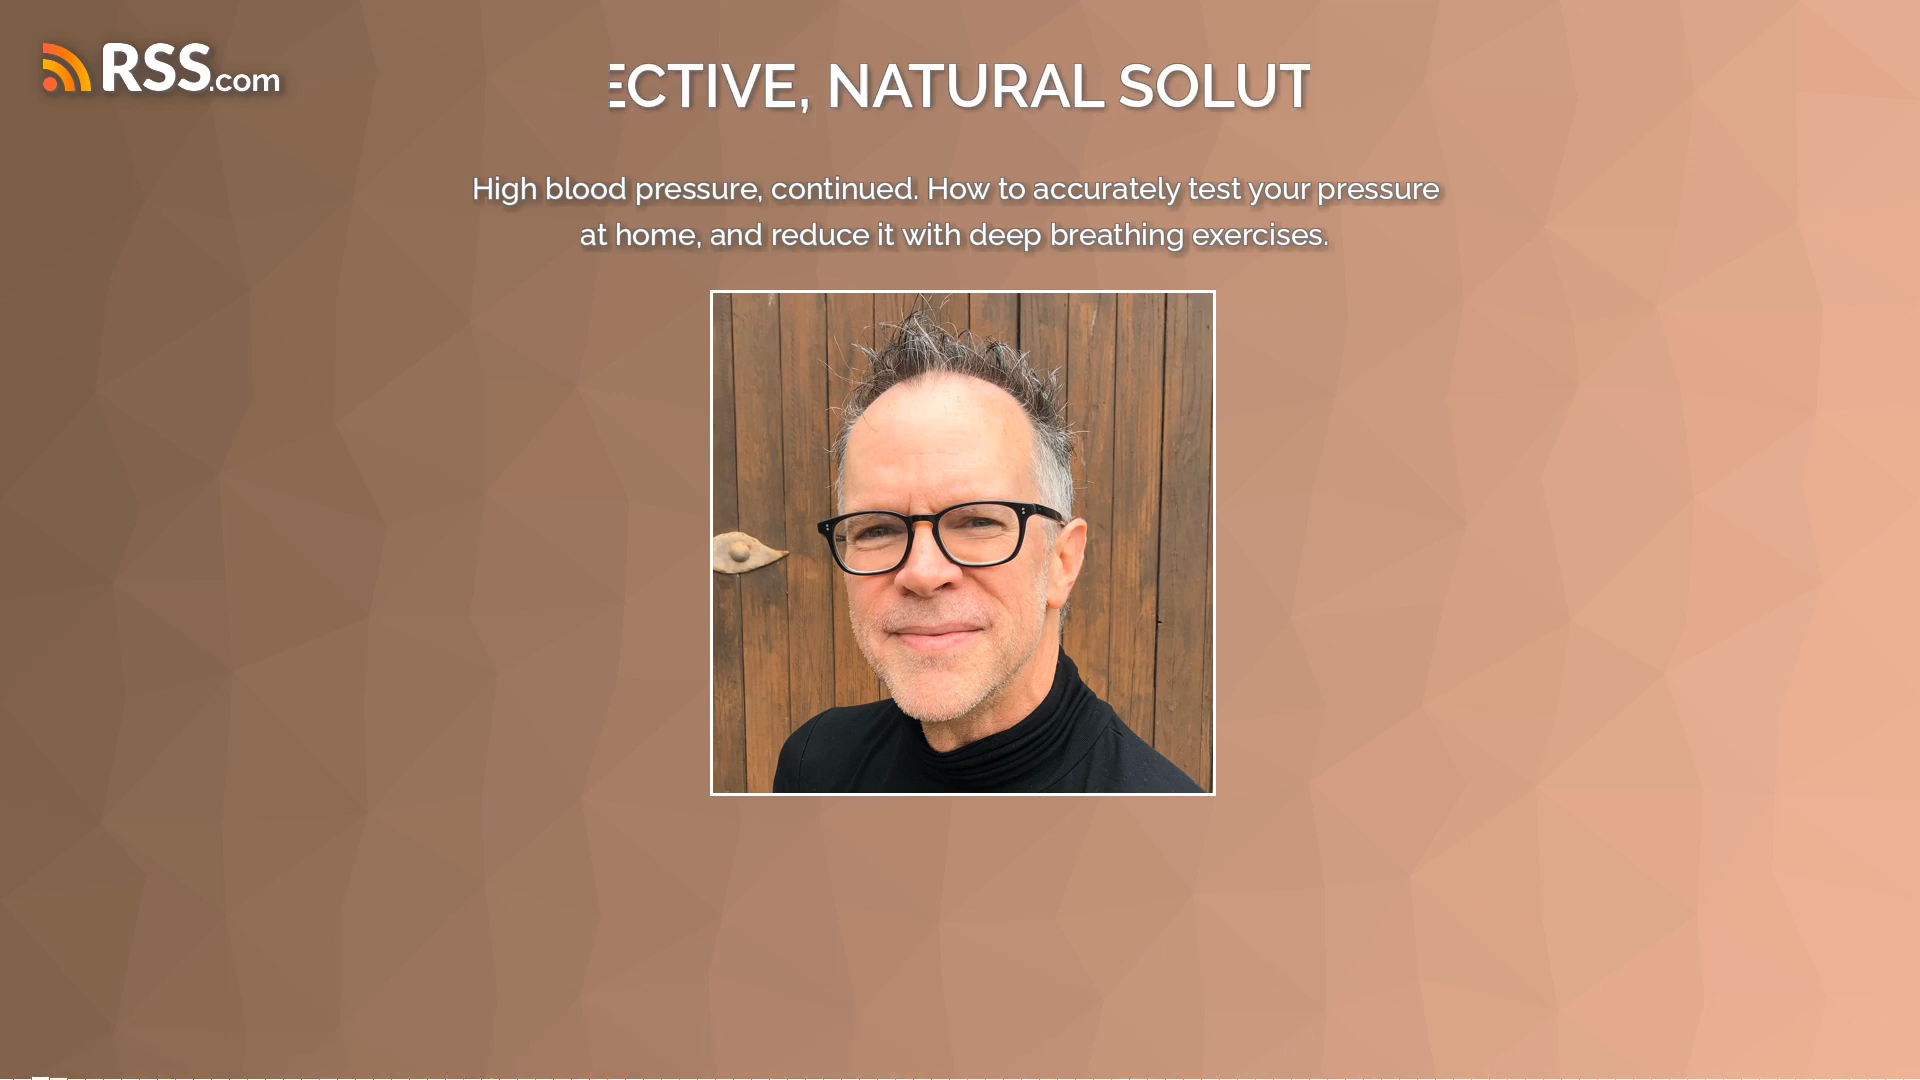 RSS.com
ECTIVE, NATURAL SOLUT
High blood pressure, continued. How to accurately test your pressure
at home, and reduce it with deep breathing exercises.